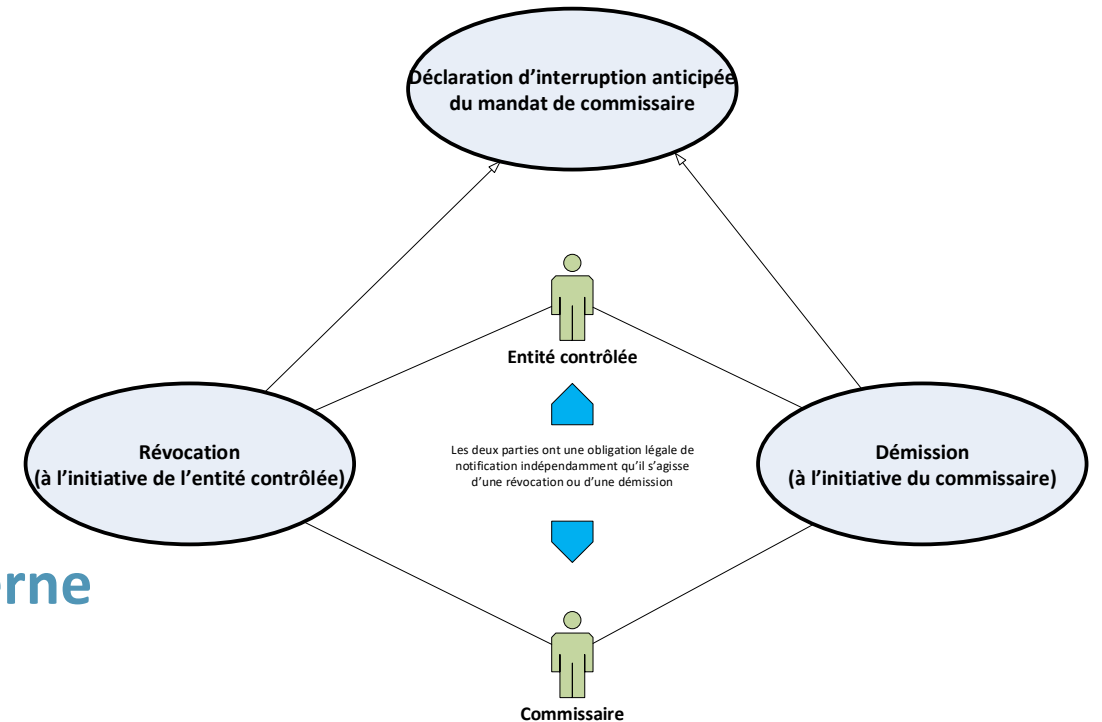 Déclaration d’interruption anticipée
du mandat de commissaire
Entité contrôlée
Révocation
(à l’initiative de l’entité contrôlée)
Les deux parties ont une obligation légale de
notification indépendamment qu’il s’agisse
d’une révocation ou d’une démission
Démission
(à l’initiative du commissaire)
erne
Commissaire